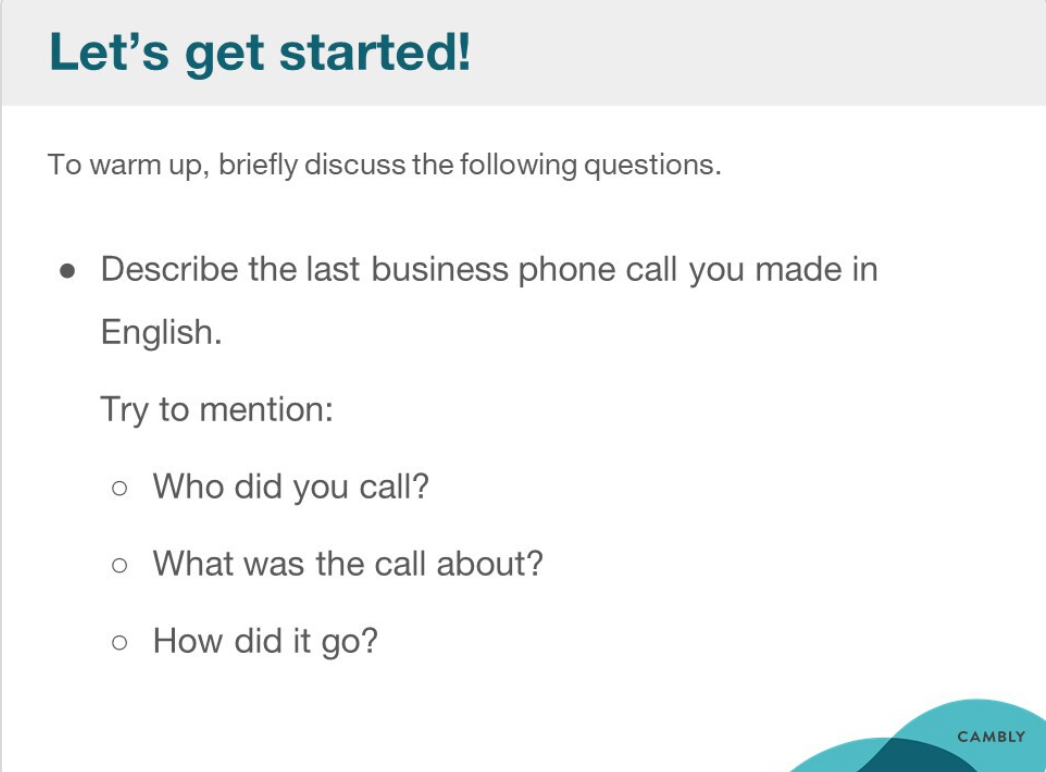 Let’s get started!
To warm up, briefly discuss the following questions.
● Describe the last business phone call you made in
English.
Try to mention:
○ Who did you call?
○ What was the call about?
○ How did it go?
CAMBLY